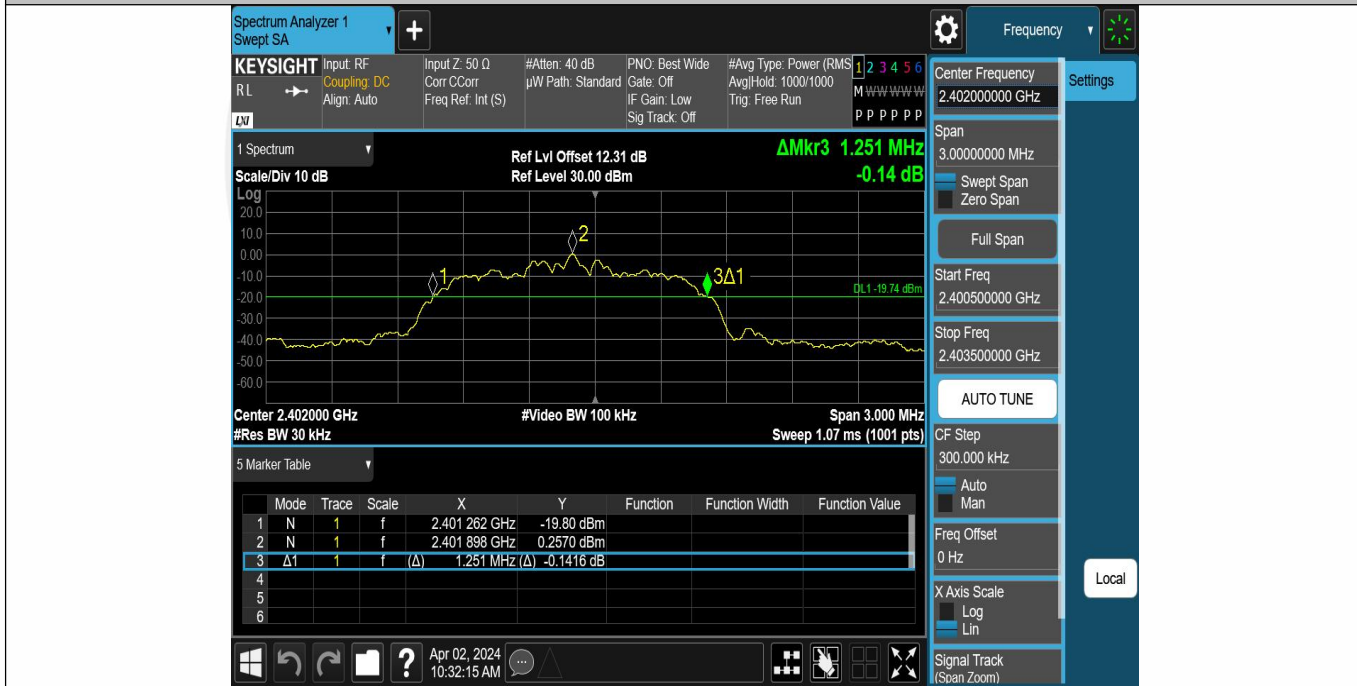 Spectrum Analyzer 1
Swept SA
+
Frequency
KEYSIGHT
RL
LXI
Input: RF
Coupling: DC
Align: Auto
Input Z: 50 Ω
Corr CCorr
Freq Ref: Int (S)
#Atten: 40 dB
µW Path: Standard
PNO: Best Wide
Gate: Off
IF Gain: Low
Sig Track: Off
#Avg Type: Power (RMS
Avg|Hold: 1000/1000
Trig: Free Run
1 2 3 4 5 6
M W W W W W
P P P P P P
1 Spectrum
Scale/Div 10 dB
Ref Lvl Offset 12.31 dB
Ref Level 30.00 dBm
ΔMkr3 1.251 MHz
-0.14 dB
Log
20.0
10.0
0.00
-10.0
-20.0
-30.0
-40.0
-50.0
-60.0
1
2
3Δ1
DL1 -19.74 dBm
Center 2.402000 GHz
#Video BW 100 kHz
Span 3.000 MHz
#Res BW 30 kHz
Sweep 1.07 ms (1001 pts)
5 Marker Table
Mode Trace Scale X Y Function Function Width Function Value
1 N 1 f 2.401 262 GHz -19.80 dBm
2 N 1 f 2.401 898 GHz 0.2570 dBm
3 Δ1 1 f (Δ) 1.251 MHz (Δ) -0.1416 dB
4
5
6
?
Apr 02, 2024
10:32:15 AM
Center Frequency
2.402000000 GHz
Span
3.00000000 MHz
Swept Span
Zero Span
Full Span
Start Freq
2.400500000 GHz
Stop Freq
2.403500000 GHz
AUTO TUNE
CF Step
300.000 kHz
Auto
Man
Freq Offset
0 Hz
X Axis Scale
Log
Lin
Signal Track
(Span Zoom)
Settings
Local